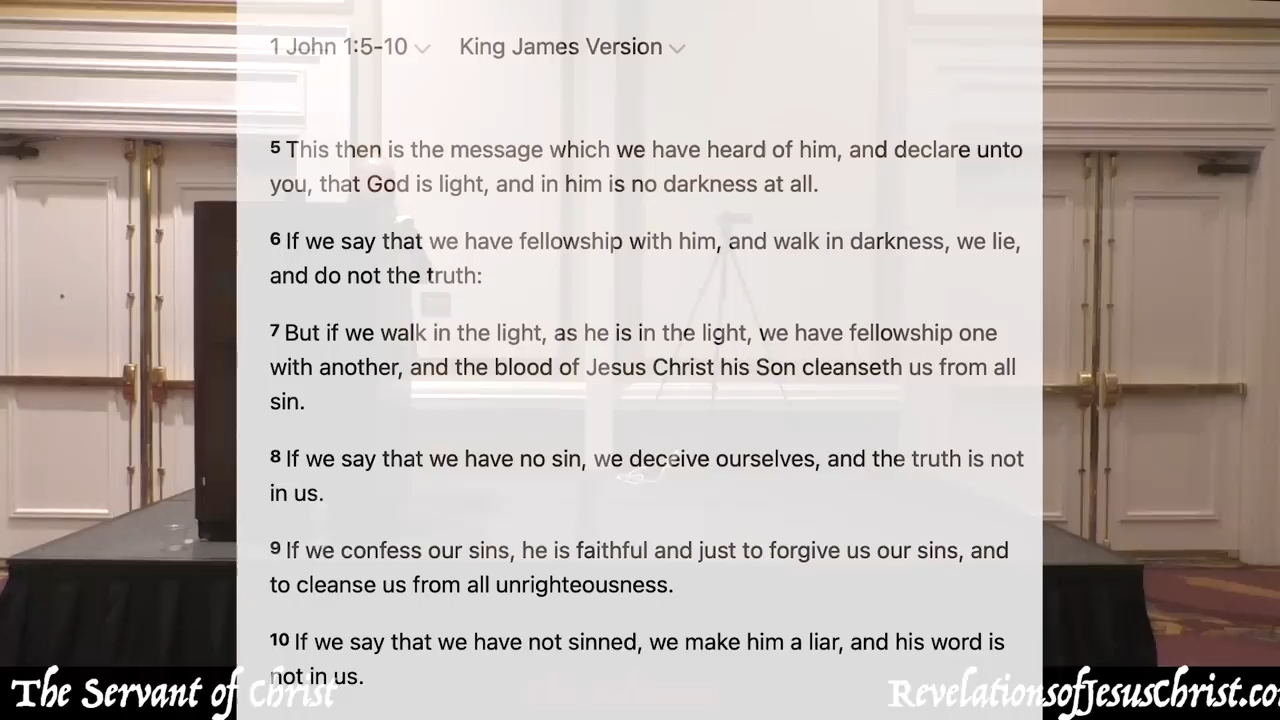 1 John 1:5-10 King James Version
5 This then is the message which we have heard of him, and declare unto
you, that God is light, and in him is no darkness at all.
6 If we say that we have fellowship with him, and walk in darkness, we lie,
and do not the truth:
7 But if we walk in the light, as he is in the light, we have fellowship one
with another, and the blood of Jesus Christ his Son cleanseth us from all
sin.
8 If we say that we have no sin, we deceive ourselves, and the truth is not
in us.
9 If we confess our sins, he is faithful and just to forgive us our sins, and
to cleanse us from all unrighteousness.
10 If we say that we have not sinned, we make him a liar, and his word is
not in us.
The Servant of Christ RevelationsofJesusChrist.co